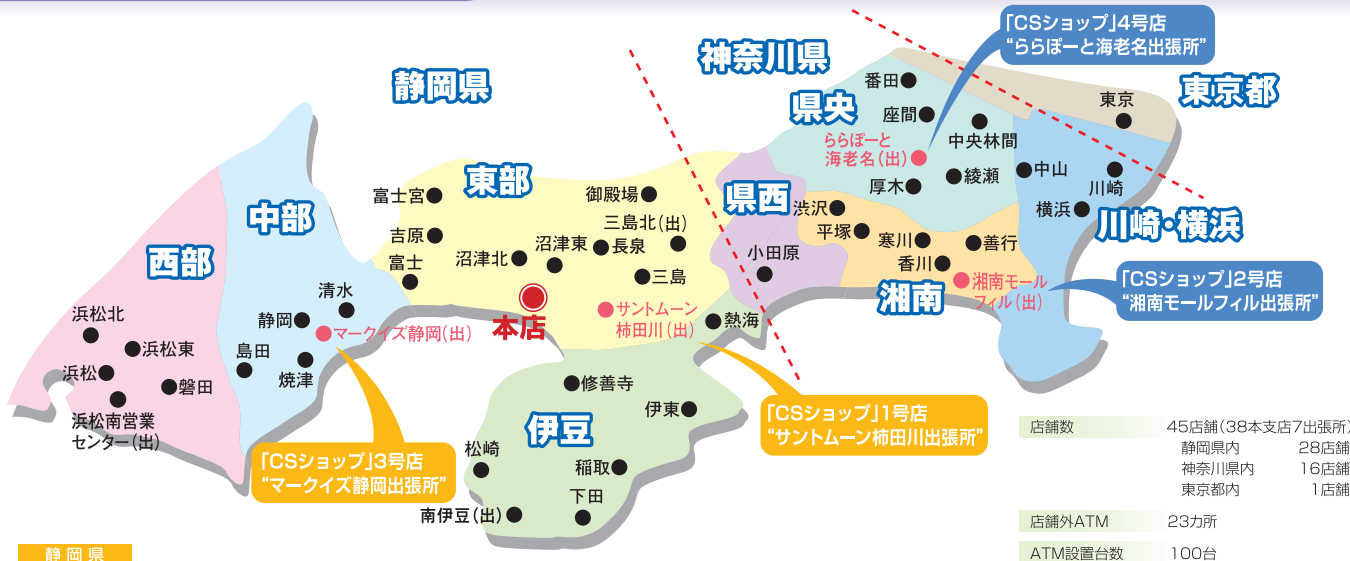 静岡県
神奈川県
東京都
「CSショップ」4号店
“ららぽーと海老名出張所”
県央
番田
座間
中央林間
ららぽーと
海老名(出)
厚木
綾瀬
東京
中山
川崎
横浜
川崎・横浜
県西
小田原
渋沢
平塚
寒川
香川
善行
湘南モール
フィル(出)
湘南
「CSショップ」2号店
“湘南モールフィル出張所”
東部
富士宮
吉原
富士
御殿場
三島北(出)
沼津東
長泉
沼津北
三島
本店
サントムーン
柿田川(出)
熱海
「CSショップ」1号店
“サントムーン柿田川出張所”
中部
清水
静岡
マークイズ静岡(出)
島田
焼津
「CSショップ」3号店
“マークイズ静岡出張所”
西部
浜松北
浜松東
浜松
磐田
浜松南営業
センター(出)
伊豆
修善寺
伊東
松崎
稲取
下田
南伊豆(出)
店舗数 45店舗(38本支店7出張所)
静岡県内 28店舗
神奈川県内 16店舗
東京都内 1店舗
店舗外ATM 23カ所
ATM設置台数 100台
静岡県